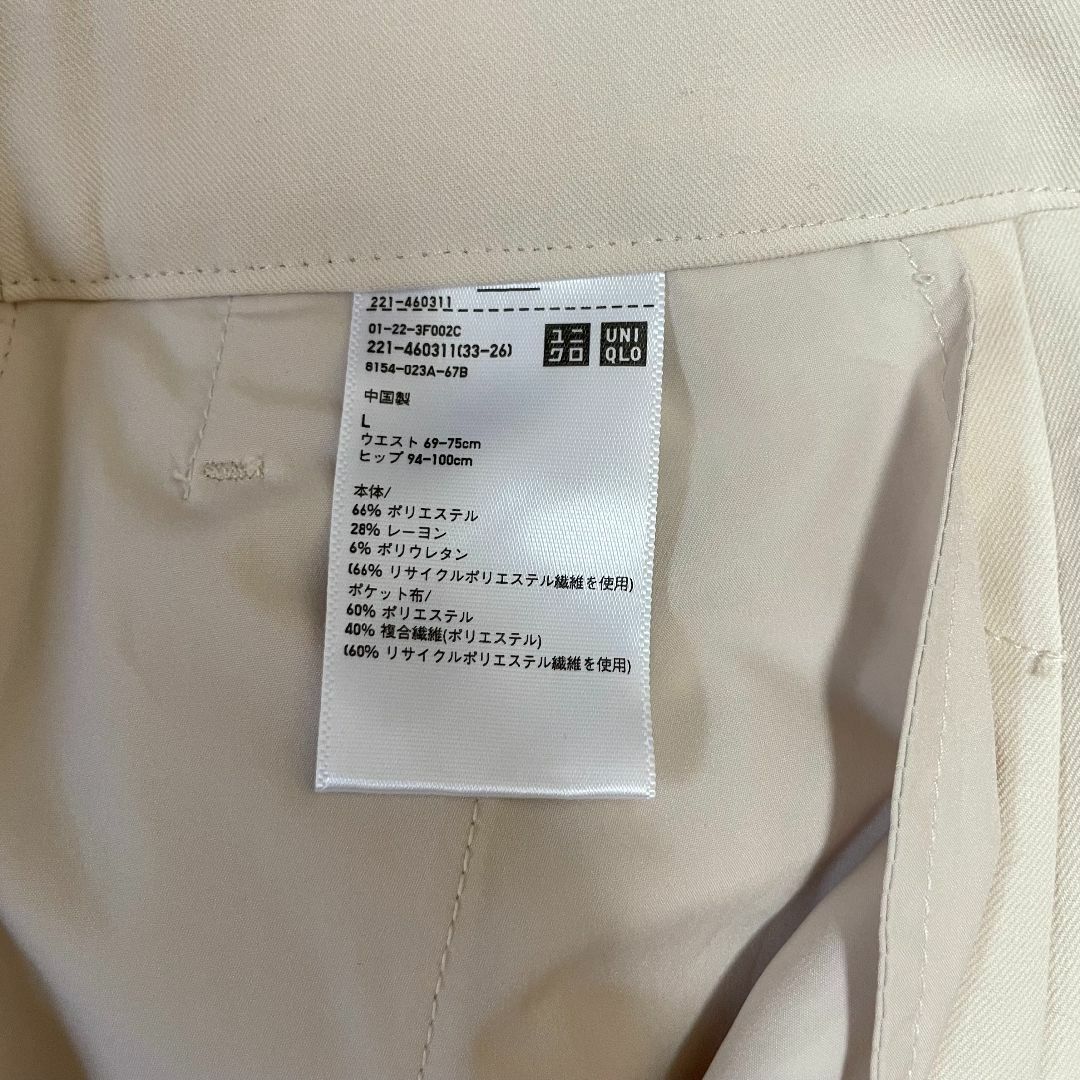 221-460311
01-22-3F002C
221-460311(33-26)
8154-023A-67B
ユニ
クロ
UNI
QLO
中国製
L
ウエスト 69-75cm
ヒップ 94-100cm
本体/
66% ポリエステル
28% レーヨン
6% ポリウレタン
(66% リサイクルポリエステル繊維を使用)
ポケット布/
60% ポリエステル
40% 複合繊維(ポリエステル)
(60% リサイクルポリエステル繊維を使用)